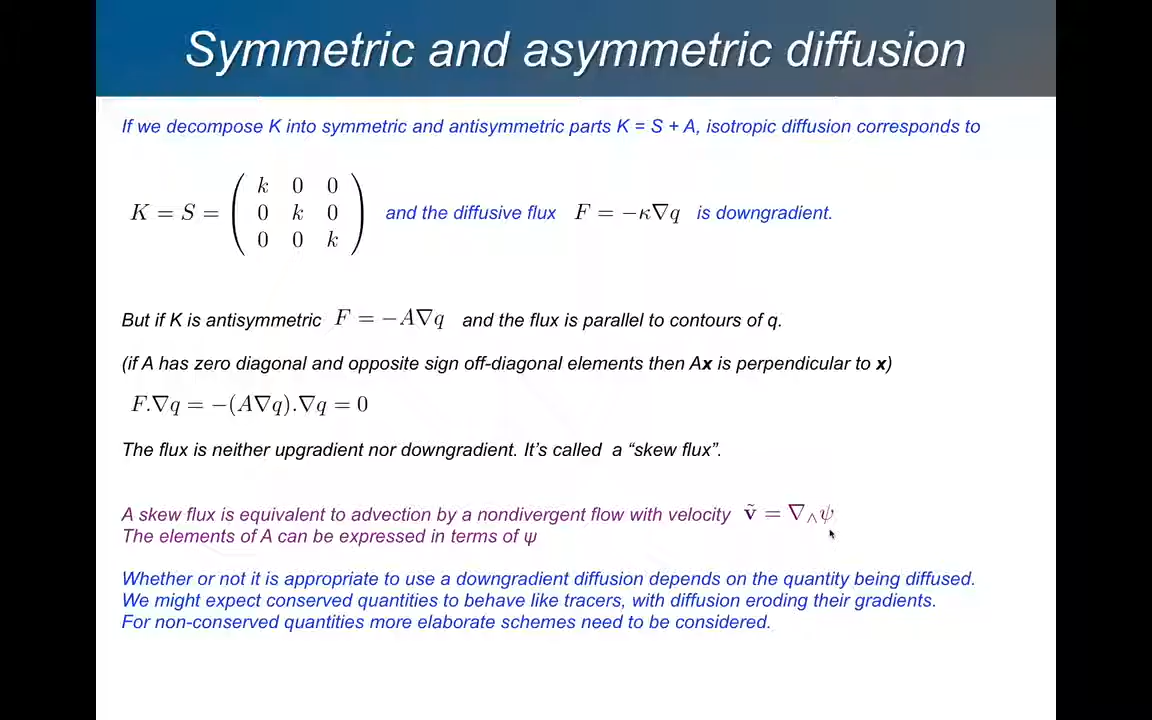 Symmetric and asymmetric diffusion
If we decompose K into symmetric and antisymmetric parts K = S + A, isotropic diffusion corresponds to
k 0 0
K = S = ( 0 k 0 ) and the diffusive flux F = −κ∇q is downgradient.
0 0 k
But if K is antisymmetric F = −A∇q and the flux is parallel to contours of q.
(if A has zero diagonal and opposite sign off-diagonal elements then Ax is perpendicular to x)
F.∇q = −(A∇q).∇q = 0
The flux is neither upgradient nor downgradient. It’s called a “skew flux”.
A skew flux is equivalent to advection by a nondivergent flow with velocity ṽ = ∇∧ψ
The elements of A can be expressed in terms of ψ
Whether or not it is appropriate to use a downgradient diffusion depends on the quantity being diffused.
We might expect conserved quantities to behave like tracers, with diffusion eroding their gradients.
For non-conserved quantities more elaborate schemes need to be considered.